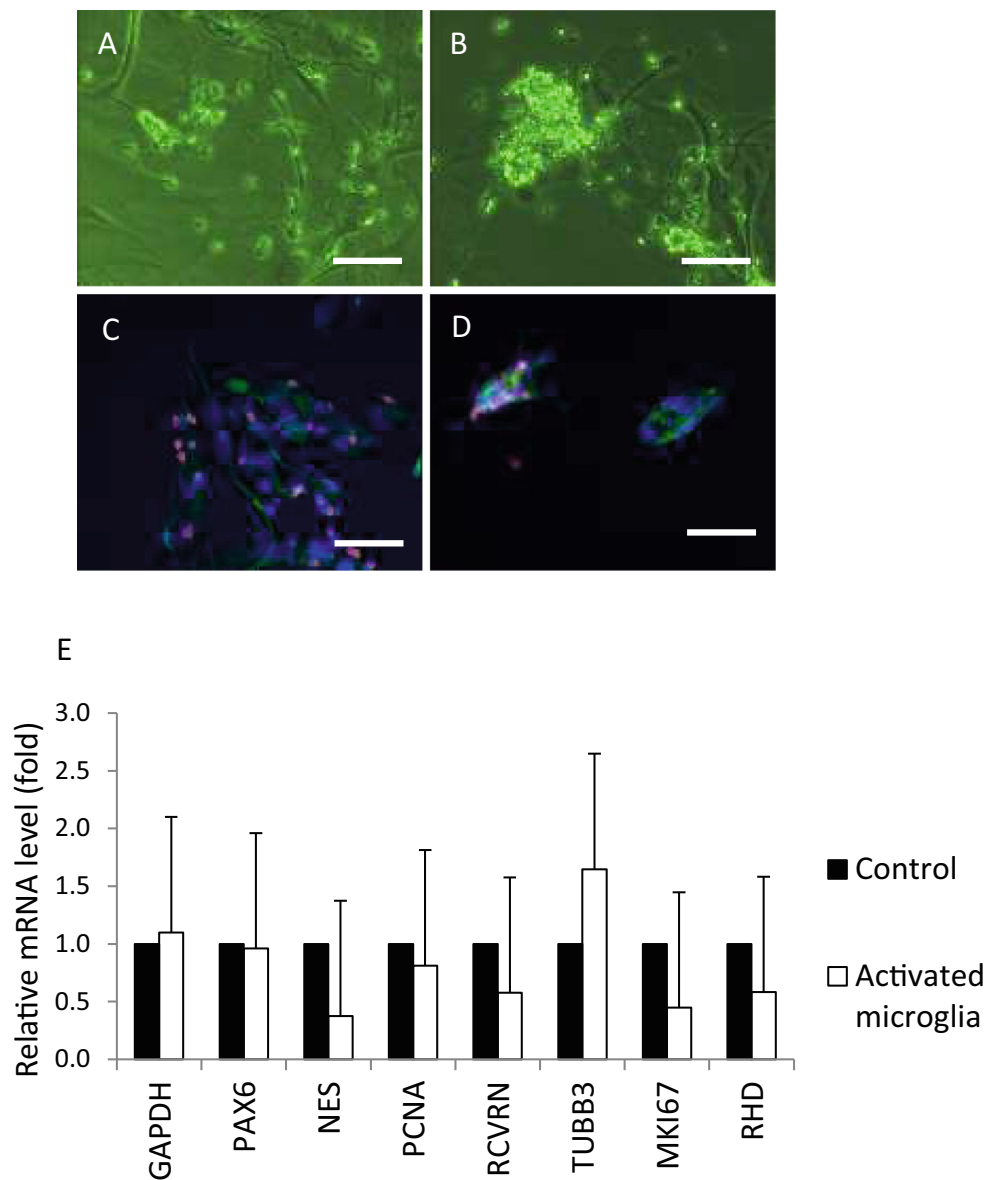 A
B
C
D
E
Relative mRNA level (fold)
3.0
2.5
2.0
1.5
1.0
0.5
0.0
GAPDH
PAX6
NES
PCNA
RCVRN
TUBB3
MKI67
RHD
Control
Activated
microglia